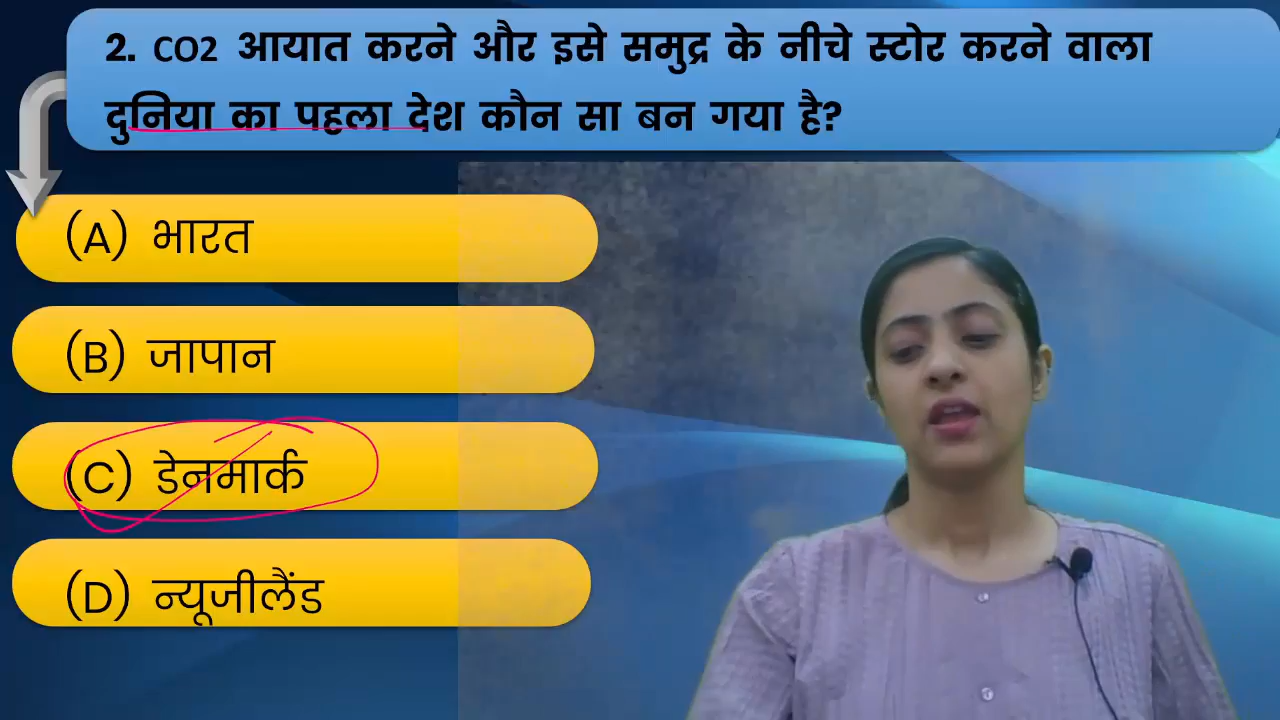 2. CO2 आयात करने और इसे समुद्र के नीचे स्टोर करने वाला
दुनिया का पहला देश कौन सा बन गया है?
(A) भारत
(B) जापान
(C) डेनमार्क
(D) न्यूजीलैंड